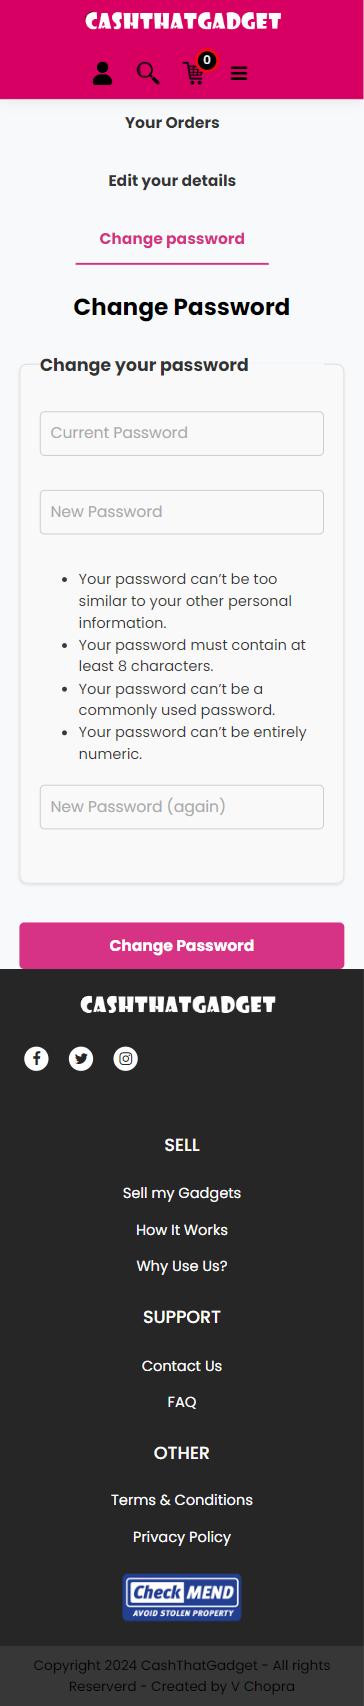 CASHTHATGADGET
0
Your Orders
Edit your details
Change password
Change Password
Change your password
Current Password
New Password
• Your password can’t be too
similar to your other personal
information.
• Your password must contain at
least 8 characters.
• Your password can’t be a
commonly used password.
• Your password can’t be entirely
numeric.
New Password (again)
Change Password
CASHTHATGADGET
SELL
Sell my Gadgets
How It Works
Why Use Us?
SUPPORT
Contact Us
FAQ
OTHER
Terms & Conditions
Privacy Policy
Check MEND
AVOID STOLEN PROPERTY
Copyright 2024 CashThatGadget - All rights
Reserverd - Created by V Chopra